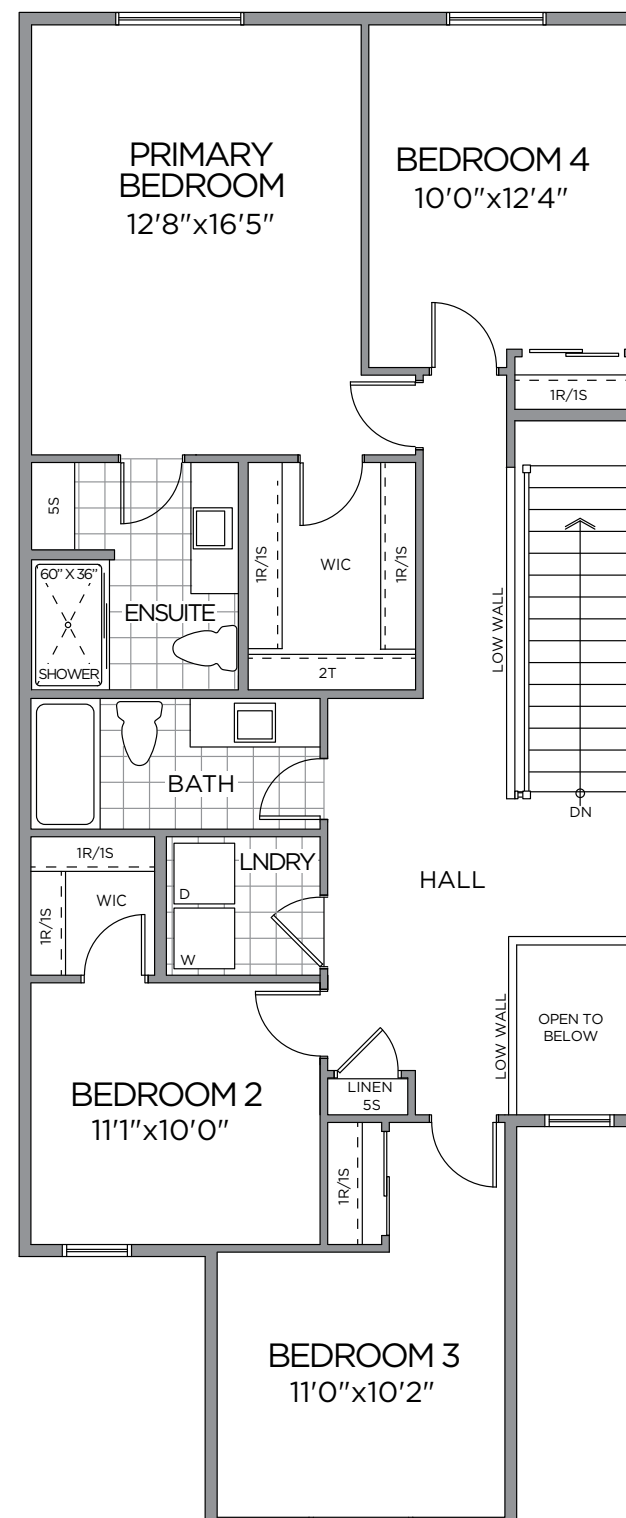 PRIMARY
BEDROOM
12'8"x16'5"
BEDROOM 4
10'0"x12'4"
1R/1S
5S
60" X 36"
SHOWER
ENSUITE
1R/1S
WIC
1R/1S
2T
LOW WALL
DN
BATH
1R/1S
1R/1S
WIC
LNDRY
D
W
HALL
LOW WALL
OPEN TO
BELOW
BEDROOM 2
11'1"x10'0"
LINEN
5S
1R/1S
BEDROOM 3
11'0"x10'2"